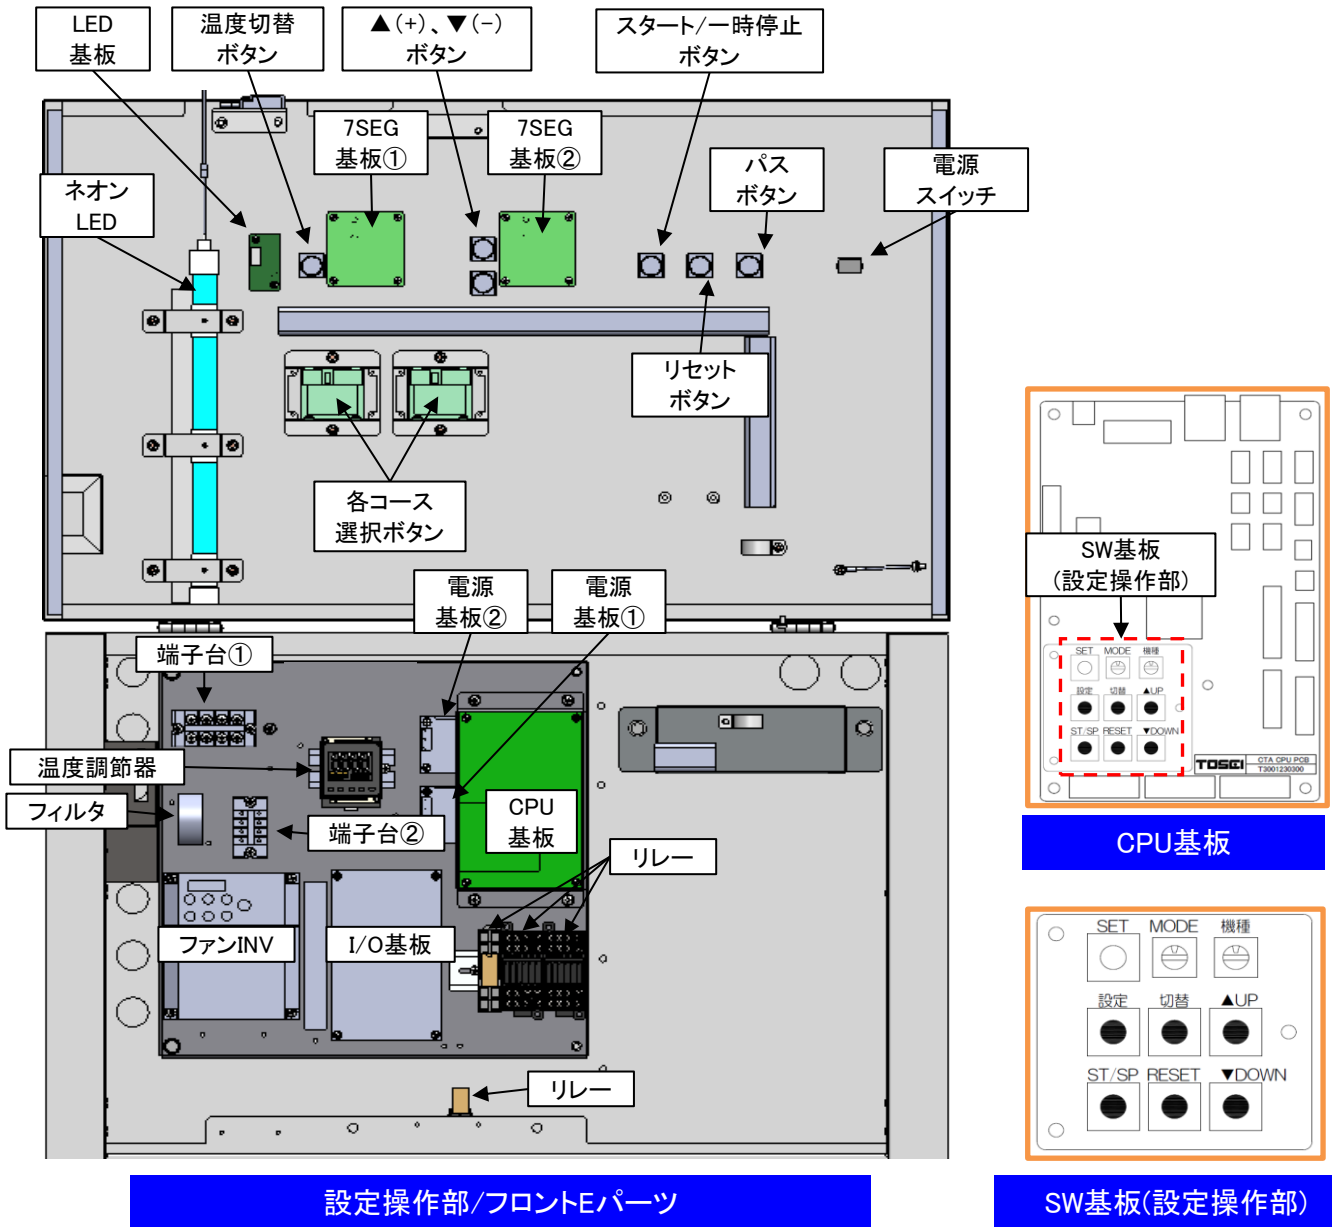 LED
基板
温度切替
ボタン
▲(+)、▼(-)
ボタン
スタート/一時停止
ボタン
7SEG
基板①
7SEG
基板②
パス
ボタン
電源
スイッチ
ネオン
LED
リセット
ボタン
各コース
選択ボタン
電源
基板②
電源
基板①
端子台①
温度調節器
フィルタ
端子台②
CPU
基板
リレー
ファンINV
I/O基板
リレー
設定操作部/フロントEパーツ
SW基板
(設定操作部)
SET MODE 機種
設定 切替 ▲UP
ST/SP RESET ▼DOWN
TOSEI
CTA CPU PCB
T3001230300
CPU基板
SET MODE 機種
設定 切替 ▲UP
ST/SP RESET ▼DOWN
SW基板(設定操作部)